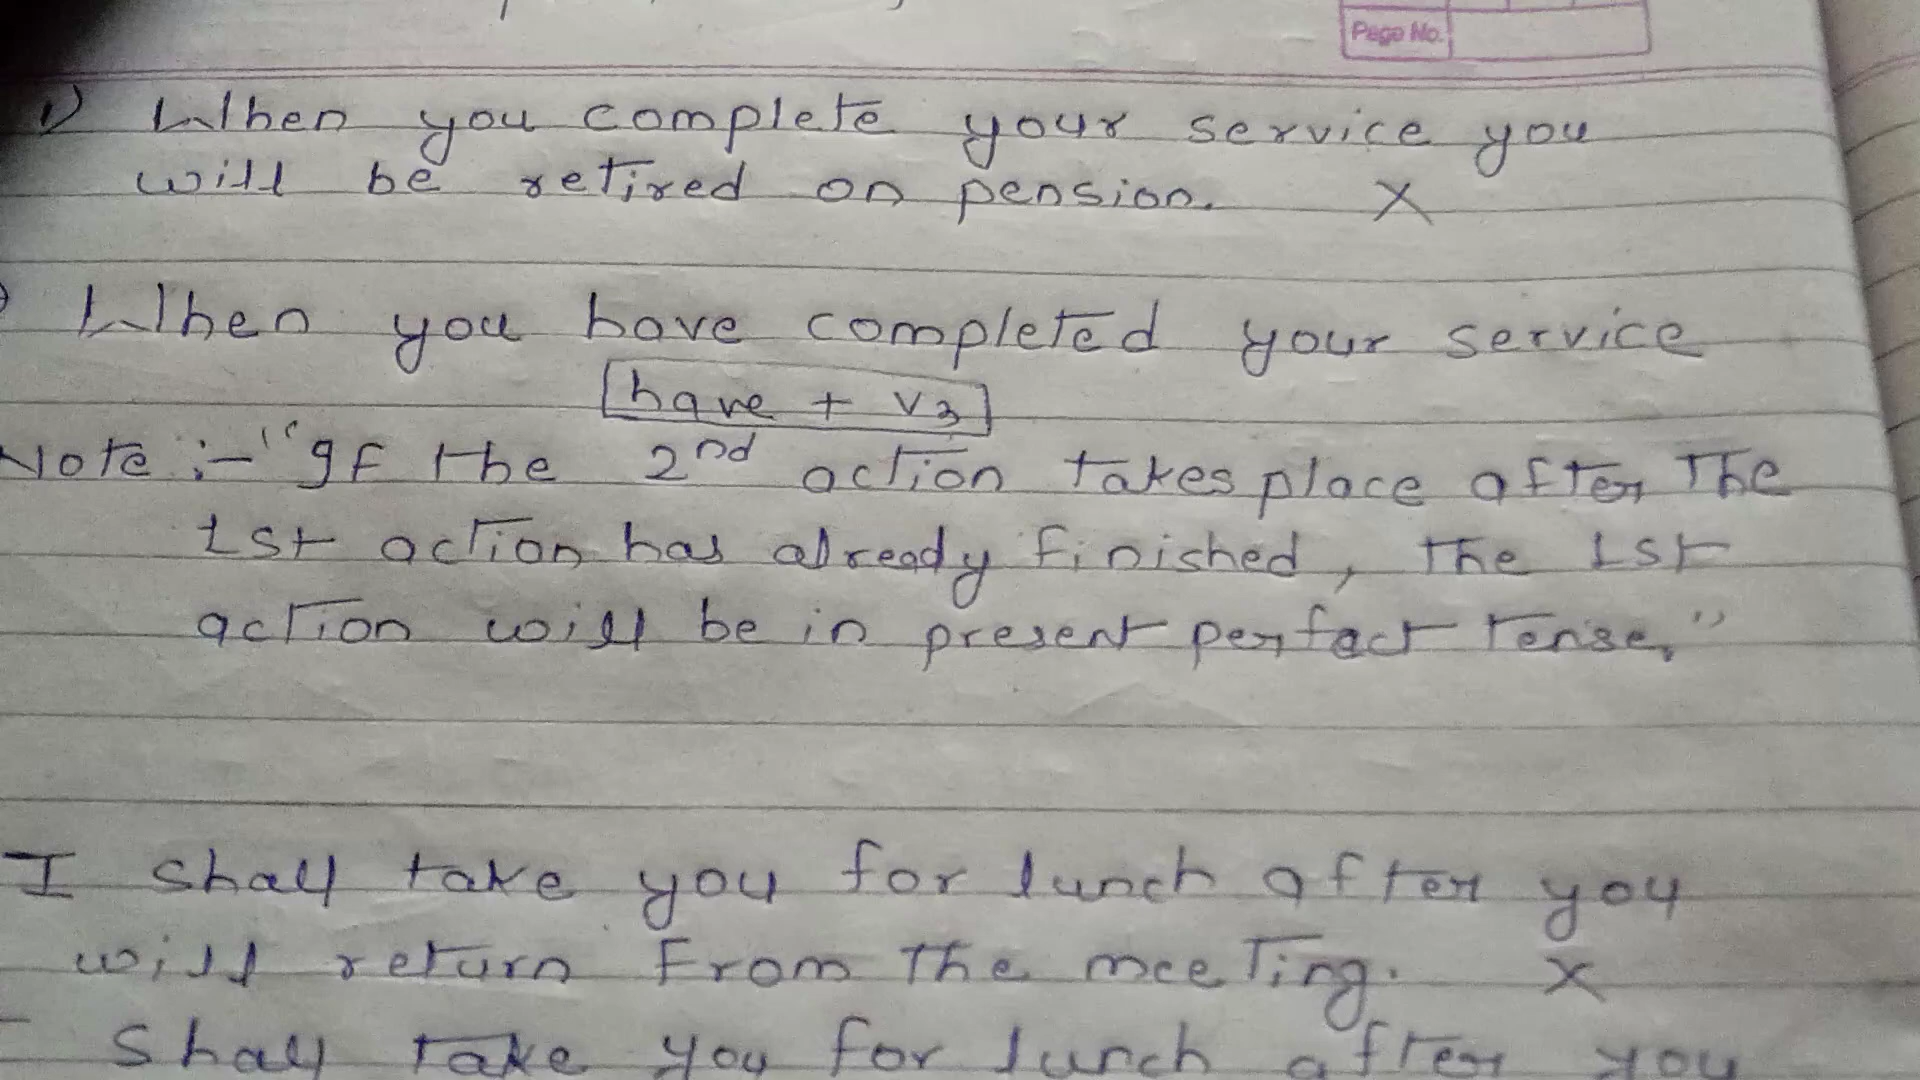 Page No.
1) When you complete your service you
will be retired on pension. X
When you have completed your service
have + V3
Note :- "If the 2nd action takes place after the
1st action has already finished, the 1st
action will be in present perfect tense."
I shall take you for lunch after you
will return from the meeting. X
shall take you for lunch after you